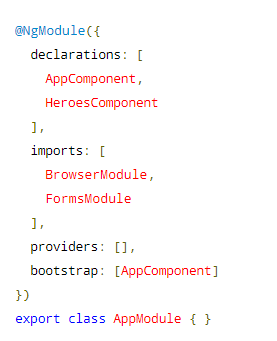 @NgModule({
  declarations: [
    AppComponent,
    HeroesComponent
  ],
  imports: [
    BrowserModule,
    FormsModule
  ],
  providers: [],
  bootstrap: [AppComponent]
})
export class AppModule { }